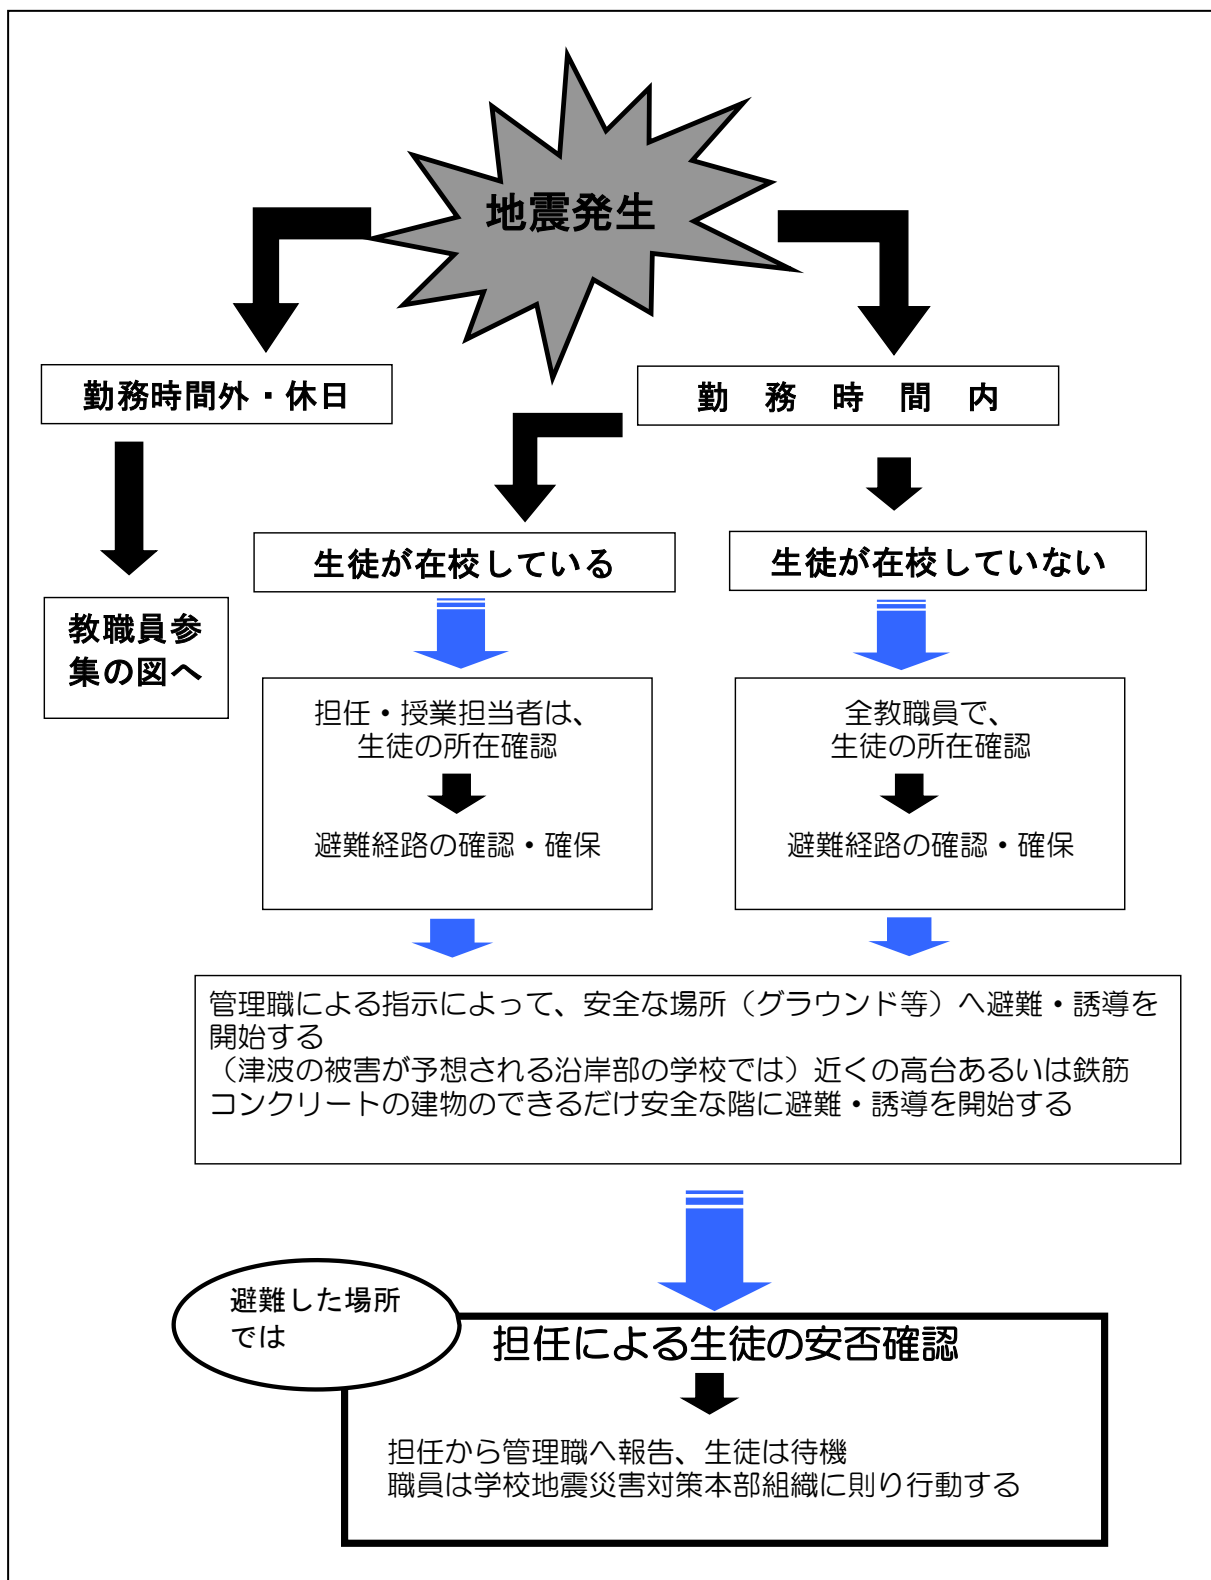 地震発生
勤務時間外・休日
勤　務　時　間　内
生徒が在校している
生徒が在校していない
教職員参
集の図へ
担任・授業担当者は、
生徒の所在確認
避難経路の確認・確保
全教職員で、
生徒の所在確認
避難経路の確認・確保
管理職による指示によって、安全な場所（グラウンド等）へ避難・誘導を
開始する
（津波の被害が予想される沿岸部の学校では）近くの高台あるいは鉄筋
コンクリートの建物のできるだけ安全な階に避難・誘導を開始する
避難した場所
では
担任による生徒の安否確認
担任から管理職へ報告、生徒は待機
職員は学校地震災害対策本部組織に則り行動する